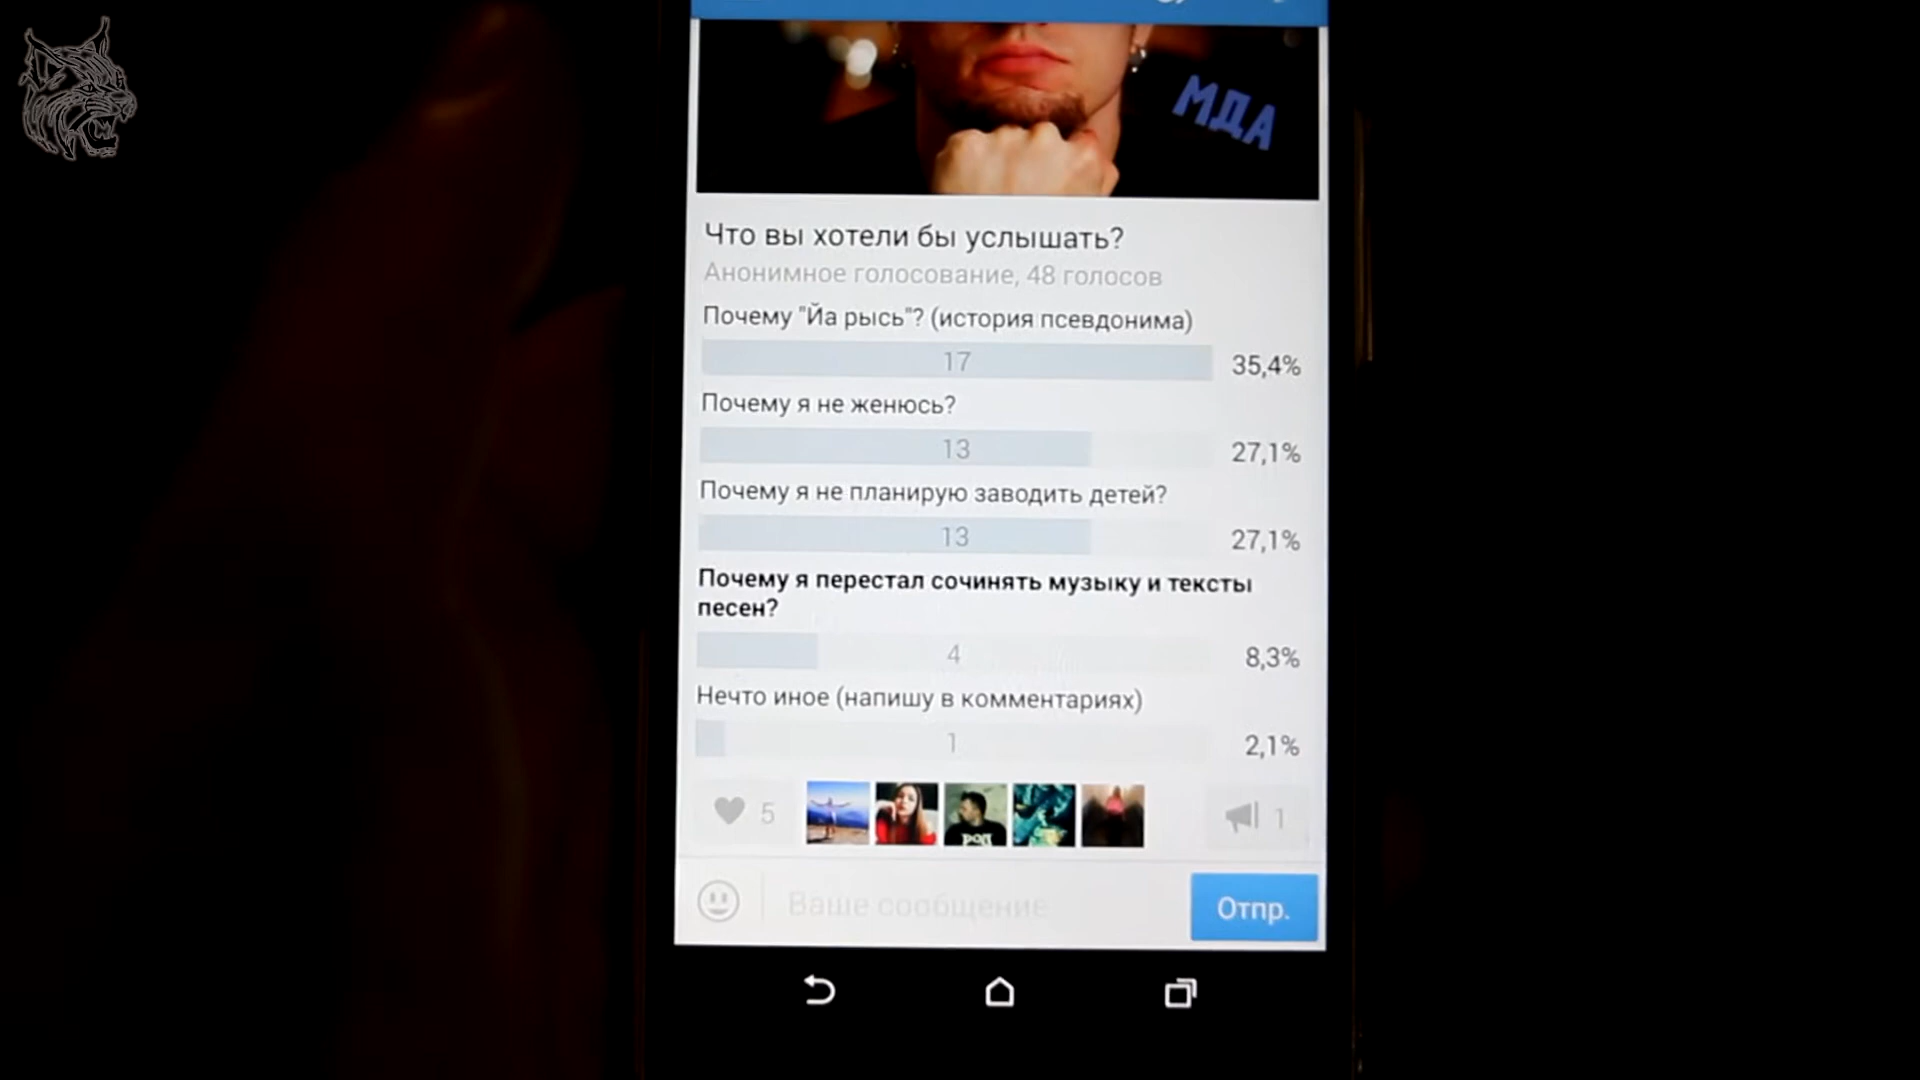 МДА
Что вы хотели бы услышать?
Анонимное голосование, 48 голосов
Почему "Йа рысь"? (история псевдонима)
17
35,4%
Почему я не женюсь?
13
27,1%
Почему я не планирую заводить детей?
13
27,1%
Почему я перестал сочинять музыку и тексты
песен?
4
8,3%
Нечто иное (напишу в комментариях)
1
2,1%
5
1
Ваше сообщение
Отпр.